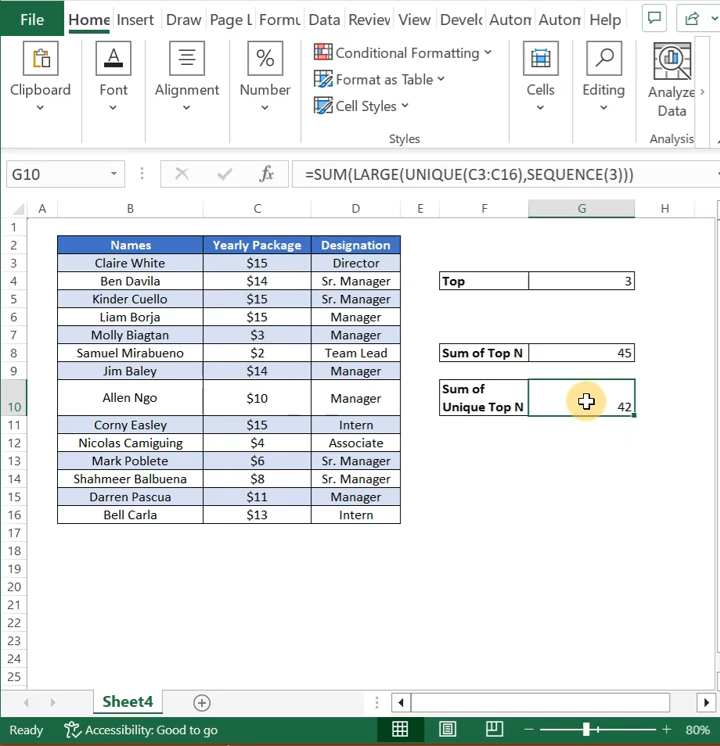 File Home Insert Draw Page L Formu Data Review View Develo Autom Autom Help
Clipboard Font Alignment Number Conditional Formatting Format as Table Cell Styles Cells Editing Analyze Data
Styles Analysis
G10 fx =SUM(LARGE(UNIQUE(C3:C16),SEQUENCE(3)))
A B C D E F G H
1
2 Names Yearly Package Designation
3 Claire White $15 Director
4 Ben Davila $14 Sr. Manager Top 3
5 Kinder Cuello $15 Sr. Manager
6 Liam Borja $15 Manager
7 Molly Biagtan $3 Manager
8 Samuel Mirabueno $2 Team Lead Sum of Top N 45
9 Jim Baley $14 Manager
10 Allen Ngo $10 Manager Sum of Unique Top N 42
11 Corny Easley $15 Intern
12 Nicolas Camiguing $4 Associate
13 Mark Poblete $6 Sr. Manager
14 Shahmeer Balbuena $8 Sr. Manager
15 Darren Pascua $11 Manager
16 Bell Carla $13 Intern
17
18
19
20
21
22
23
24
25
Sheet4
Ready Accessibility: Good to go 80%